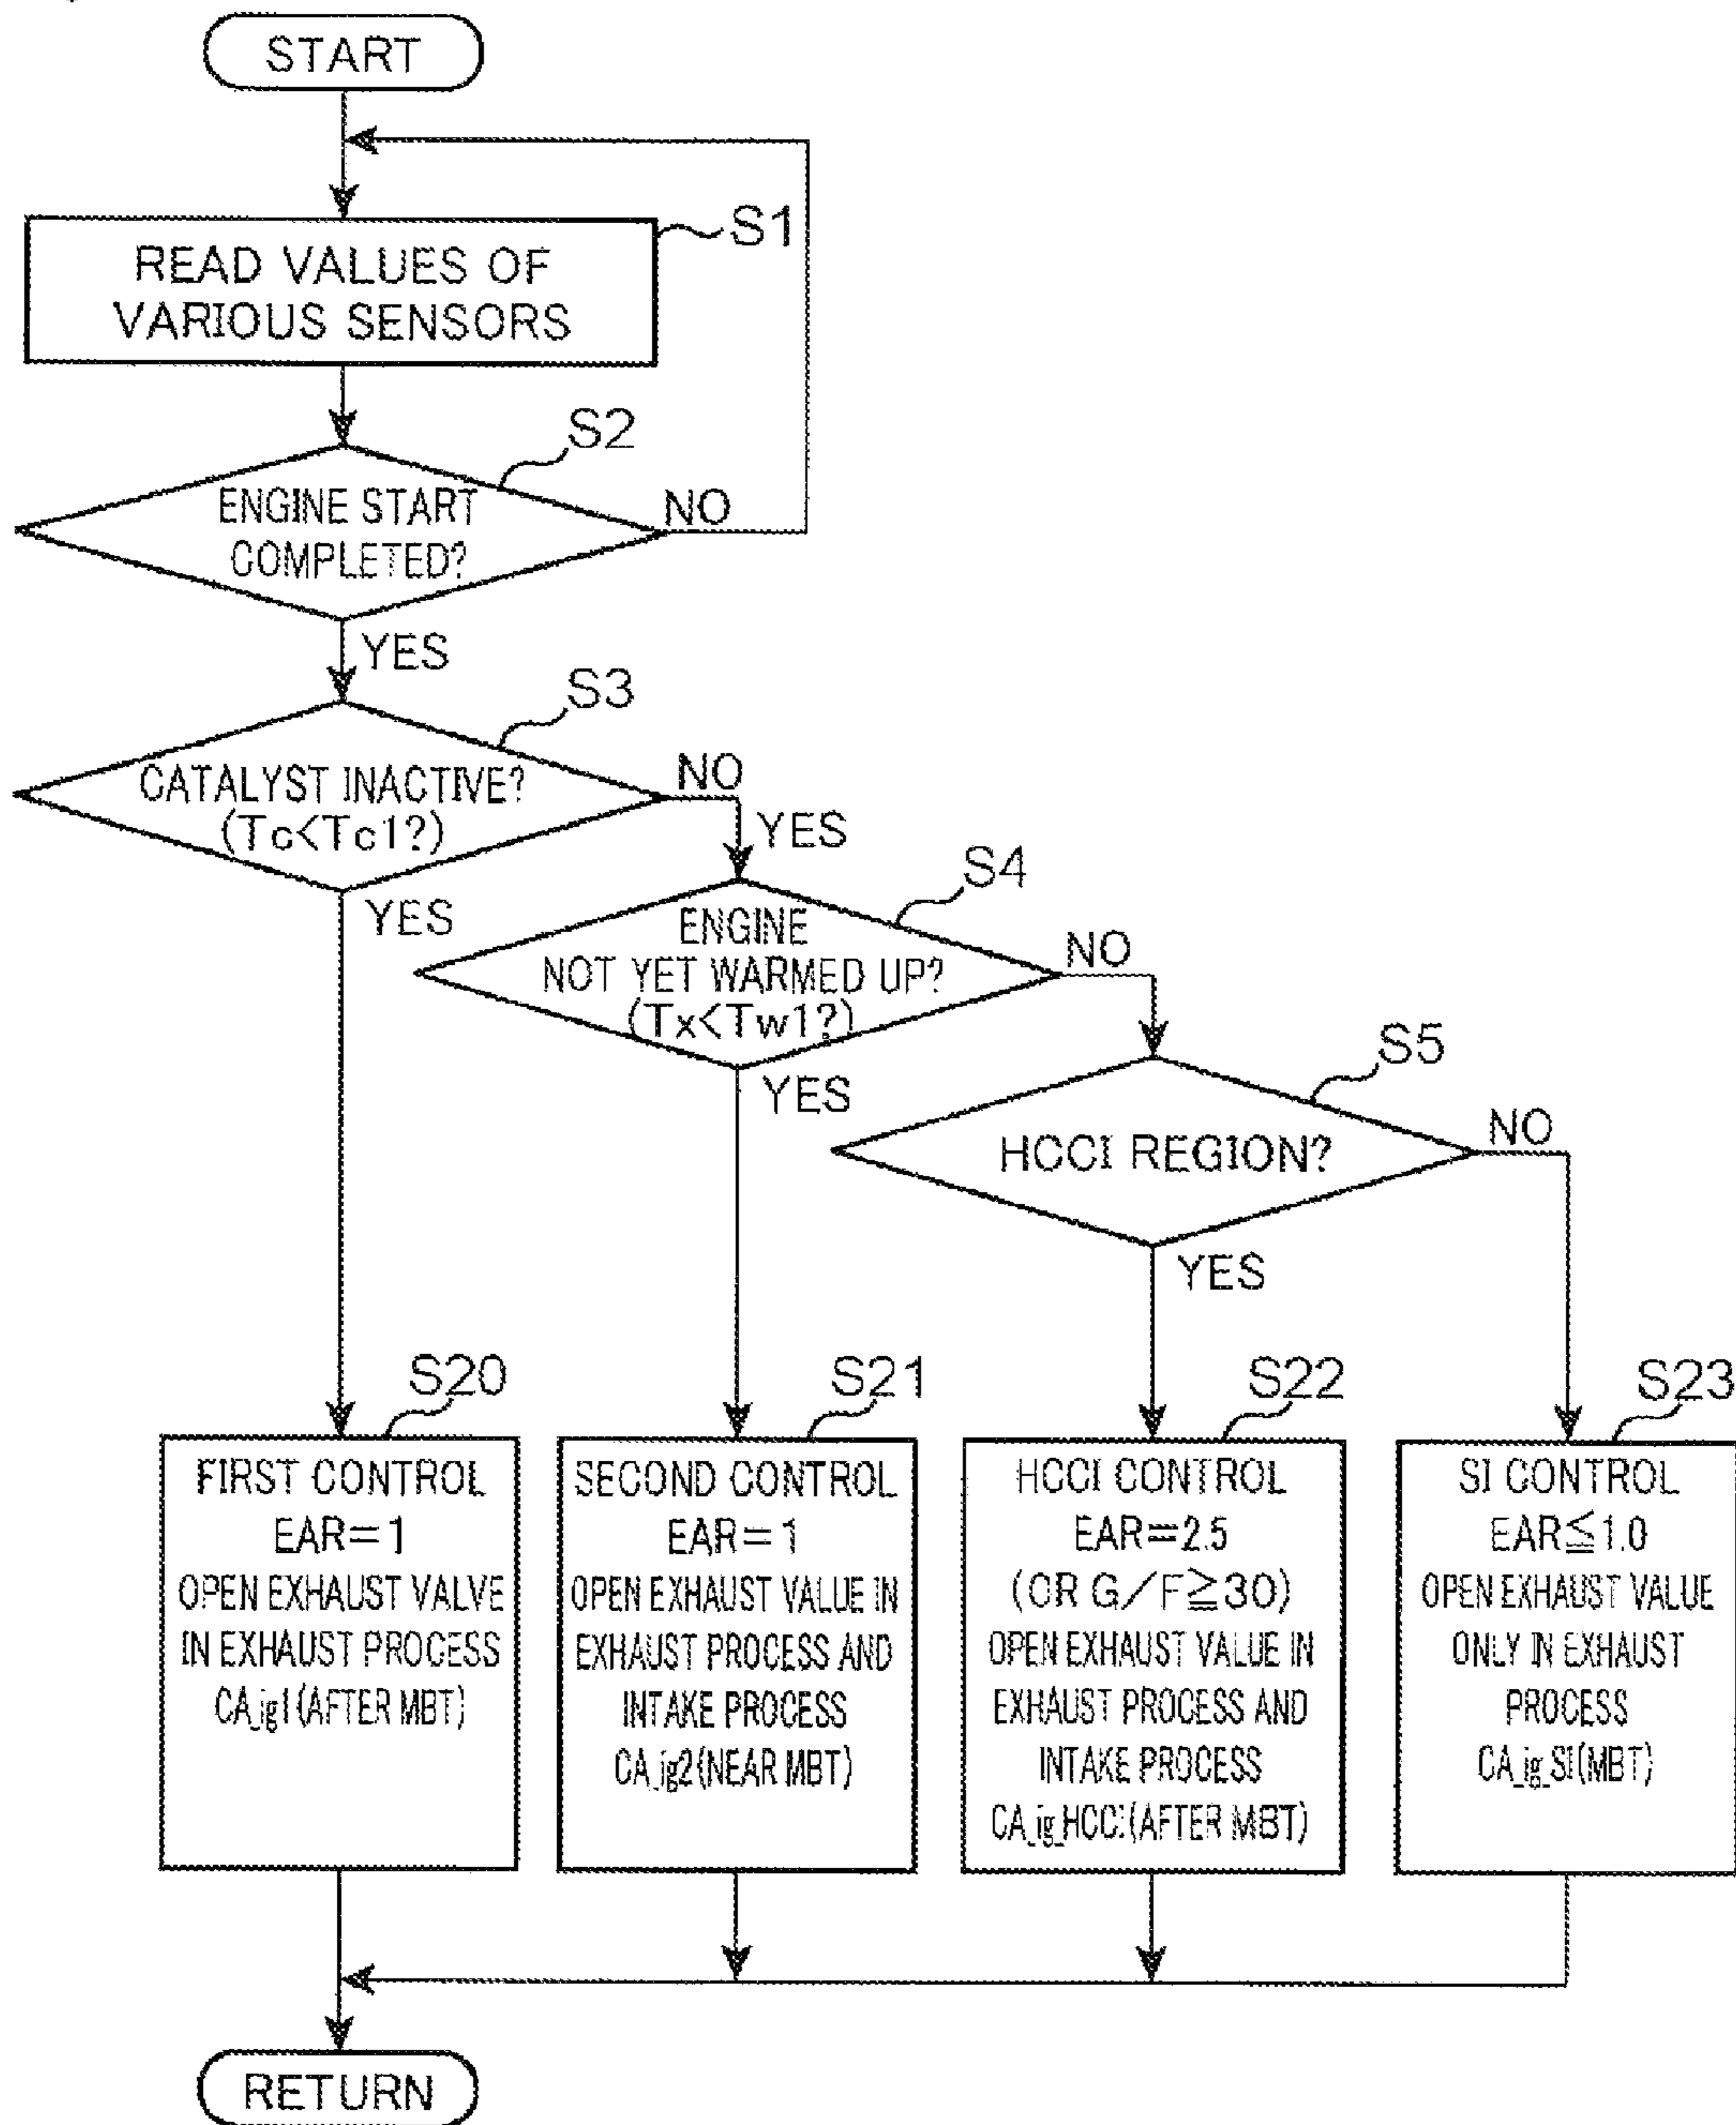 START
READ VALUES OF
VARIOUS SENSORS
S1
S2
ENGINE START
COMPLETED?
NO
YES
S3
CATALYST INACTIVE?
(Tc<Tc1?)
NO
YES
YES
S4
ENGINE
NOT YET WARMED UP?
(Tx<Tw1?)
NO
YES
S5
HCCI REGION?
NO
YES
S20
FIRST CONTROL
EAR=1
OPEN EXHAUST VALVE
IN EXHAUST PROCESS
CA_ig1(AFTER MBT)
S21
SECOND CONTROL
EAR=1
OPEN EXHAUST VALUE IN
EXHAUST PROCESS AND
INTAKE PROCESS
CA_ig2(NEAR MBT)
S22
HCCI CONTROL
EAR=2.5
(OR G/F≧30)
OPEN EXHAUST VALUE IN
EXHAUST PROCESS AND
INTAKE PROCESS
CA_ig_HCCI(AFTER MBT)
S23
SI CONTROL
EAR≦1.0
OPEN EXHAUST VALUE
ONLY IN EXHAUST
PROCESS
CA_ig_SI(MBT)
RETURN